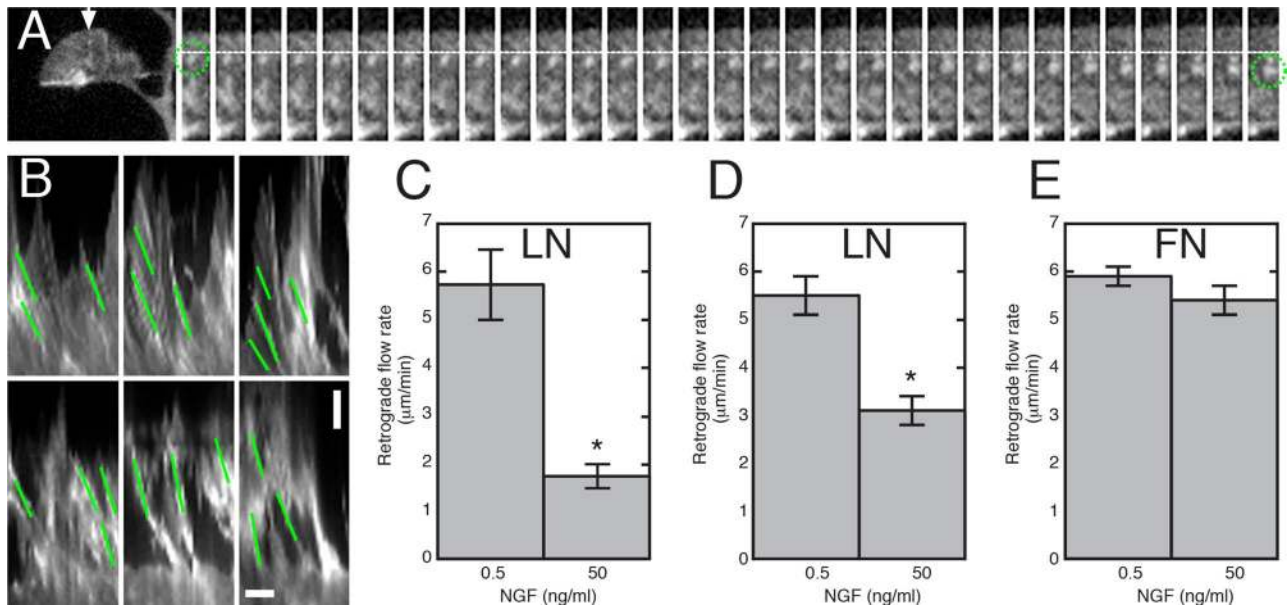 A
B
C
D
E
LN
LN
FN
Retrograde flow rate
(µm/min)
7
6
5
4
3
2
1
0
*
0.5
50
NGF (ng/ml)
Retrograde flow rate
(µm/min)
7
6
5
4
3
2
1
0
*
0.5
50
NGF (ng/ml)
Retrograde flow rate
(µm/min)
7
6
5
4
3
2
1
0
0.5
50
NGF (ng/ml)